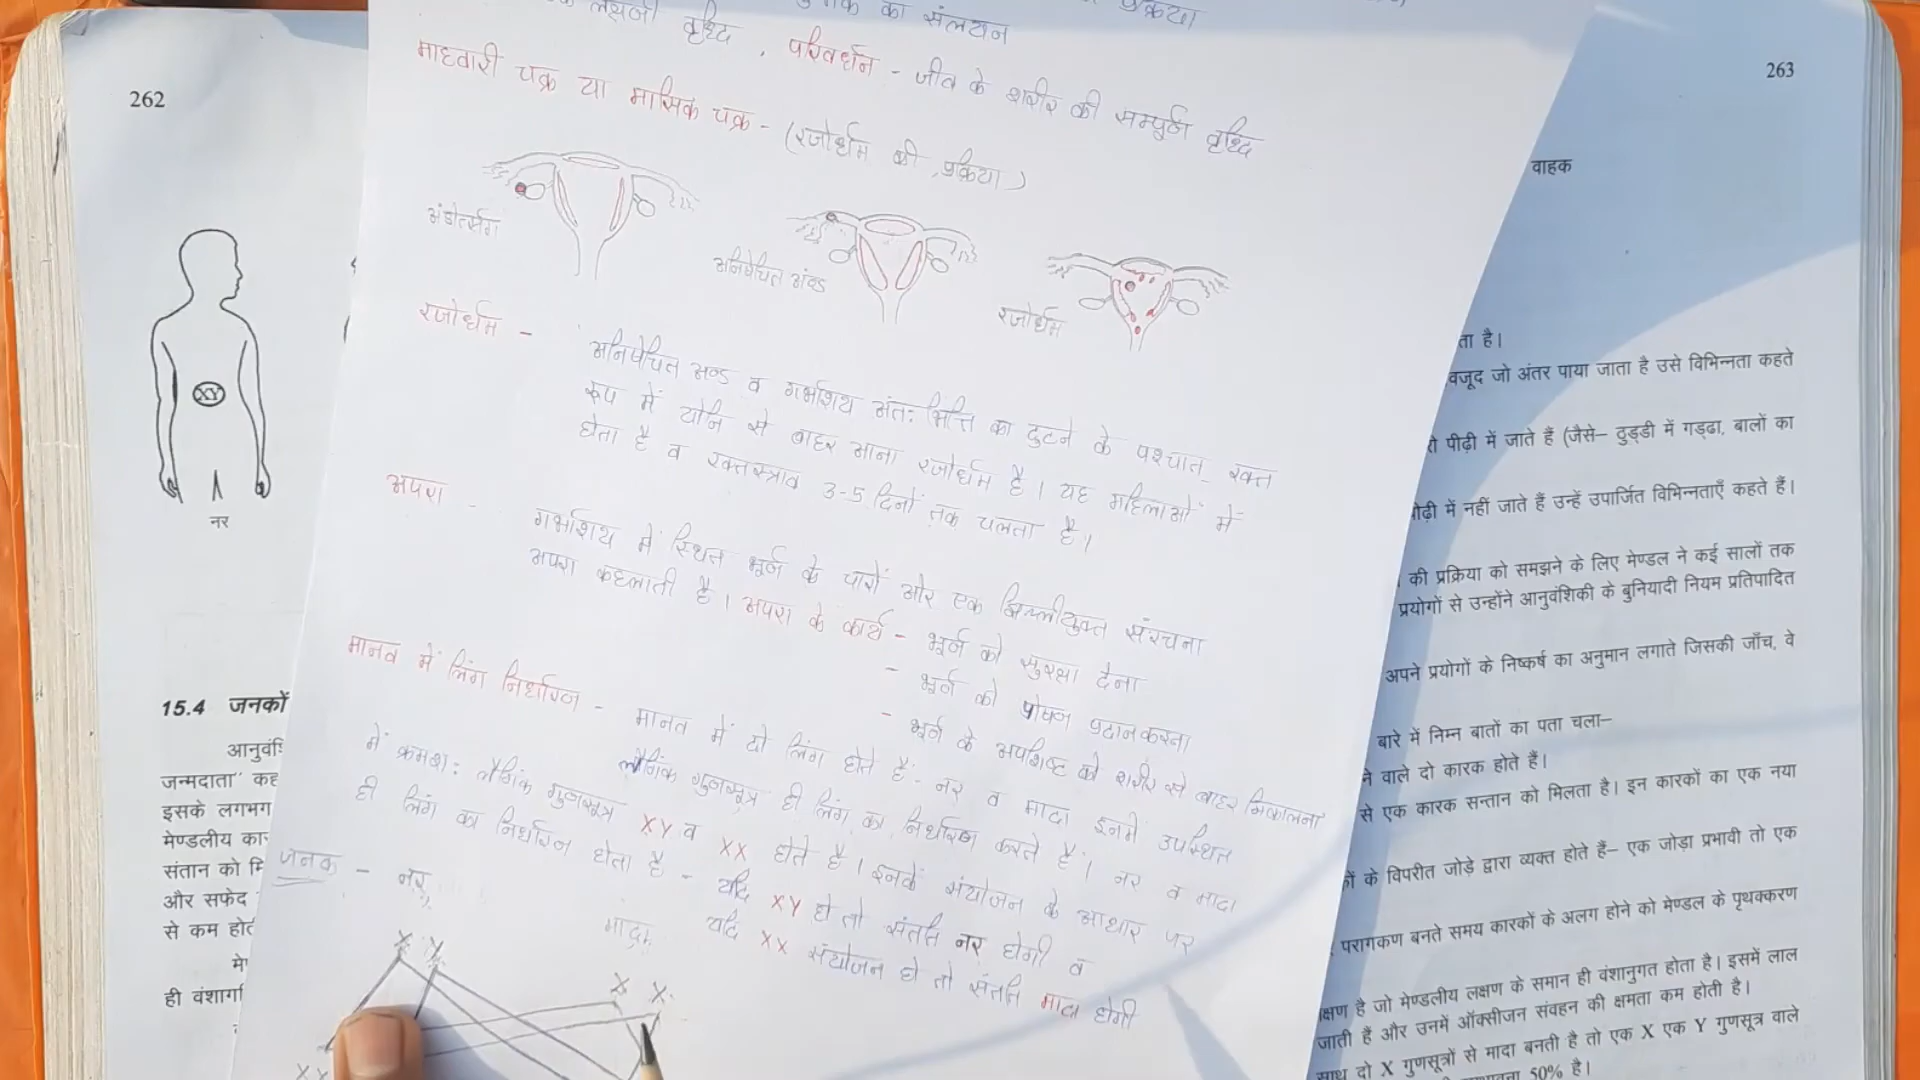 का संलयन
प्रक्रिया
वृध्दि , परिवर्धन - जीव के शरीर की सम्पूर्ण वृध्दि
माहवारी चक्र या मासिक चक्र - (रजोर्धम की प्रक्रिया)
अंडोत्सर्ग
अनिषेचित अंण्ड
रजोर्धम
रजोर्धम -
अनिषेचित अण्ड व गर्भाशय अंतः भित्ति का टुटने के पश्चात् रक्त
रूप में योनि से बाहर आना रजोर्धम है । यह महिलाओं में
होता है व रक्तस्त्राव 3-5 दिनों तक चलता है।
अपरा -
गर्भाशय में स्थित भ्रूर्ण के चारों ओर एक झिल्लीयुक्त संरचना
अपरा कहलाती है । अपरा के कार्य - भ्रूर्ण को सुरक्षा देना
- भ्रूर्ण को पोषण प्रदान करना
- भ्रूर्ण के अपशिष्ट को शरीर से बाहर निकालना
मानव में लिंग निर्धारण - मानव में दो लिंग होते हैं - नर व मादा इनमें उपस्थित
लैंगिक गुणसूत्र ही लिंग का निर्धारण करते है । नर व मादा
में क्रमशः लैगिंक गुणसूत्र XY व XX होते है । इनके संयोजन के आधार पर
ही लिंग का निर्धारण होता है - यदि XY हो तो संतति नर होगी व
यदि XX संयोजन हो तो संतति मादा होगी
जनक - नर
मादा
X Y
X X
X X
262
XY
नर
15.4 जनकों
आनुवंशि
जन्मदाता" कह
इसके लगभग
मेण्डलीय कार
संतान को मि
और सफेद
से कम होर्त
मे
ही वंशागति
263
वाहक
ता है।
वजूद जो अंतर पाया जाता है उसे विभिन्नता कहते
पीढ़ी में जाते हैं (जैसे– ठुड्डी में गड्ढा, बालों का
पीढ़ी में नहीं जाते हैं उन्हें उपार्जित विभिन्नताएँ कहते हैं।
की प्रक्रिया को समझने के लिए मेण्डल ने कई सालों तक
प्रयोगों से उन्होंने आनुवंशिकी के बुनियादी नियम प्रतिपादित
अपने प्रयोगों के निष्कर्ष का अनुमान लगाते जिसकी जाँच, वे
बारे में निम्न बातों का पता चला–
ने वाले दो कारक होते हैं।
से एक कारक सन्तान को मिलता है। इन कारकों का एक नया
के विपरीत जोड़े द्वारा व्यक्त होते हैं– एक जोड़ा प्रभावी तो एक
परागकण बनते समय कारकों के अलग होने को मेण्डल के पृथक्करण
क्षण है जो मेण्डलीय लक्षण के समान ही वंशानुगत होता है। इसमें लाल
जाती हैं और उनमें ऑक्सीजन संवहन की क्षमता कम होती है।
साथ दो X गुणसूत्रों से मादा बनती है तो एक X एक Y गुणसूत्र वाले
50% है।